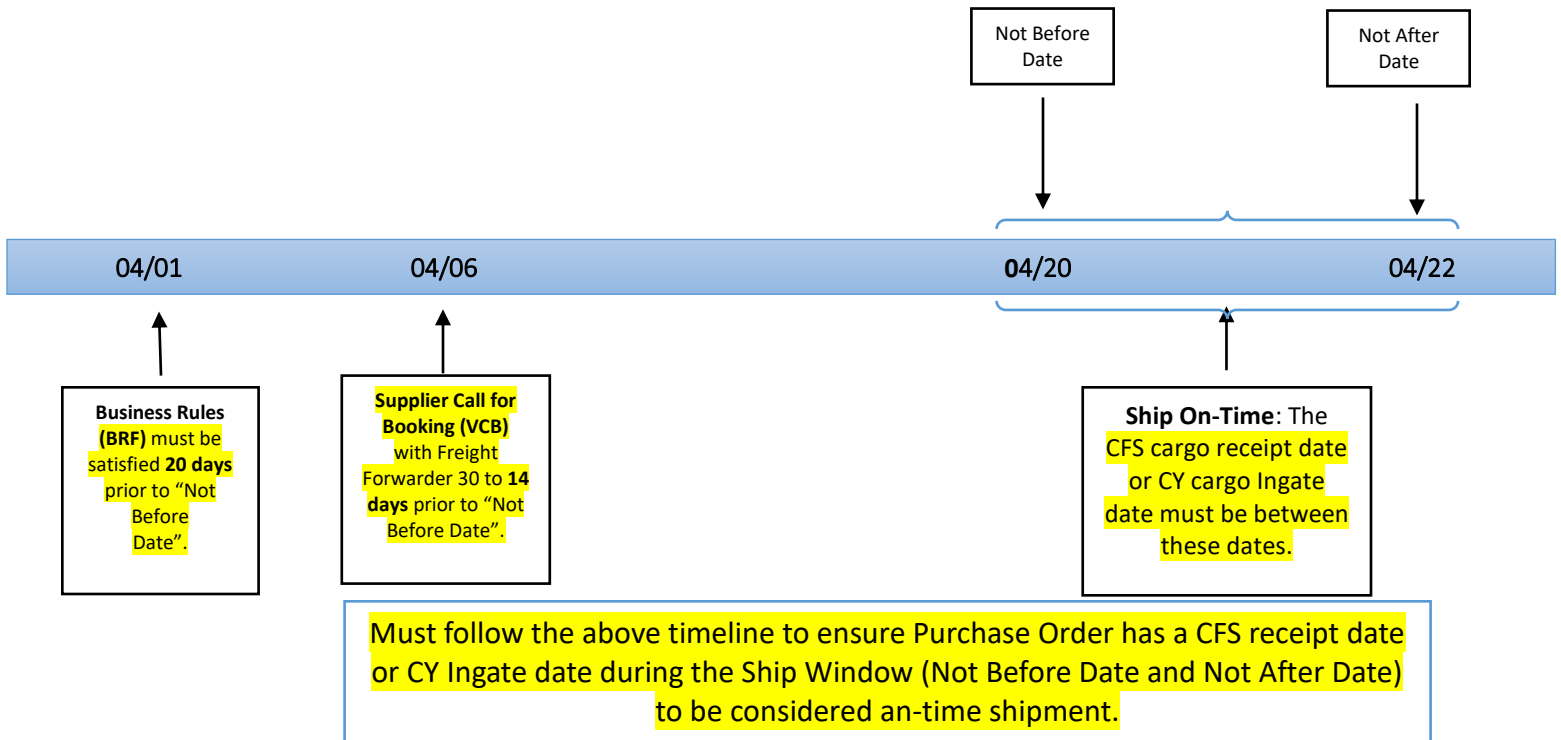 Not Before
Date
Not After
Date
04/01
04/06
04/20
04/22
Business Rules
(BRF) must be
satisfied 20 days
prior to “Not
Before
Date”.
Supplier Call for
Booking (VCB)
with Freight
Forwarder 30 to 14
days prior to “Not
Before Date”.
Ship On-Time: The
CFS cargo receipt date
or CY cargo Ingate
date must be between
these dates.
Must follow the above timeline to ensure Purchase Order has a CFS receipt date
or CY Ingate date during the Ship Window (Not Before Date and Not After Date)
to be considered an-time shipment.